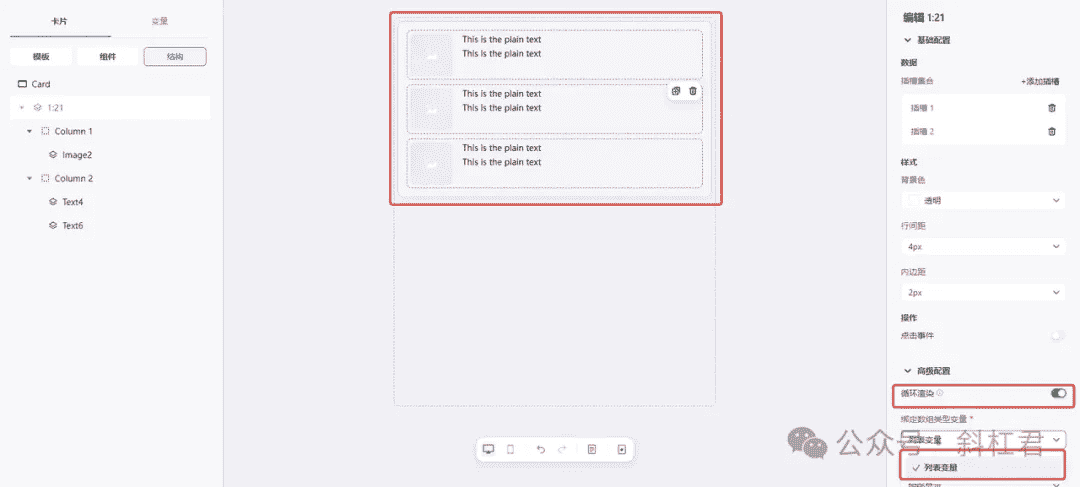 卡片
变量
模板
组件
结构
Card
1:21
Column 1
Image2
Column 2
Text4
Text6
This is the plain text
This is the plain text
This is the plain text
This is the plain text
This is the plain text
This is the plain text
编辑 1:21
基础配置
数据
插槽集合
+添加插槽
插槽 1
插槽 2
样式
背景色
透明
行间距
4px
内边距
2px
操作
点击事件
高级配置
循环渲染
绑定数组类型变量 *
列表变量
列表变量
公众号 斜杠君